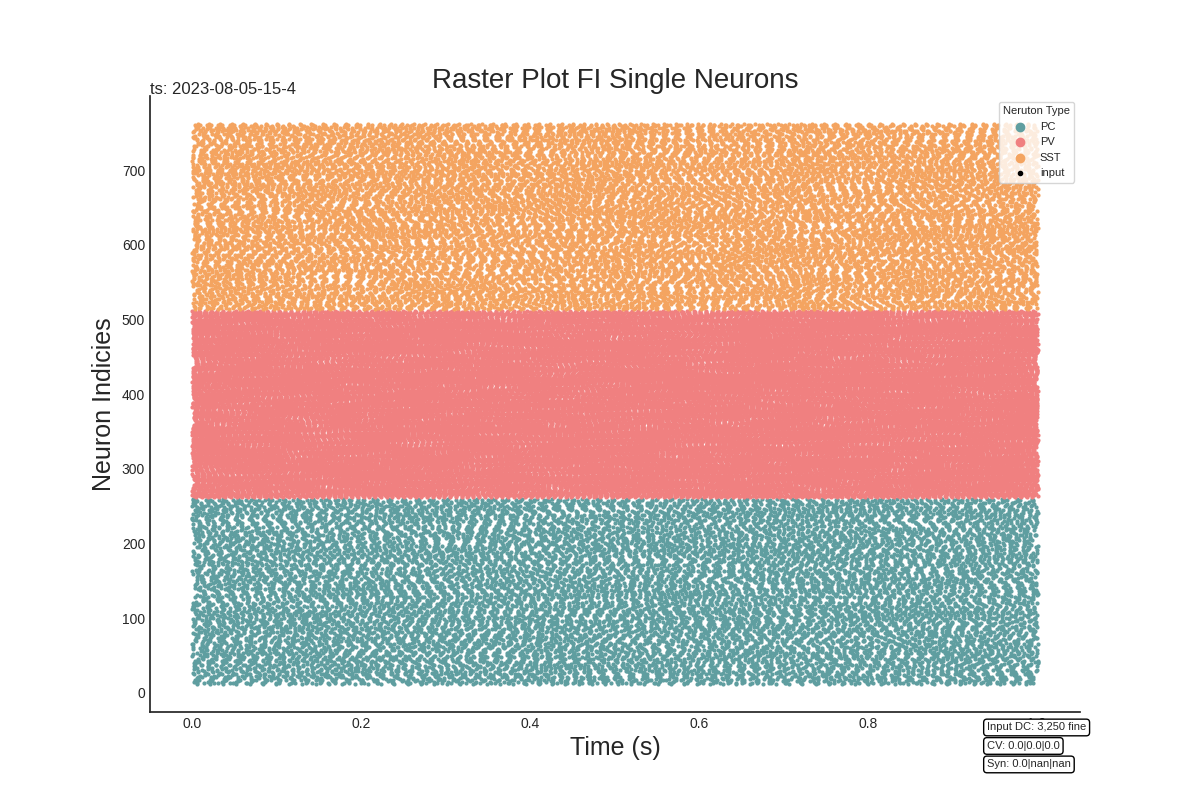 Raster Plot FI Single Neurons
ts: 2023-08-05-15-4
Neruton Type
PC
PV
SST
input
Neuron Indicies
700
600
500
400
300
200
100
0
0.0 0.2 0.4 0.6 0.8
Time (s)
Input DC: 3,250 fine
CV: 0.0|0.0|0.0
Syn: 0.0|nan|nan